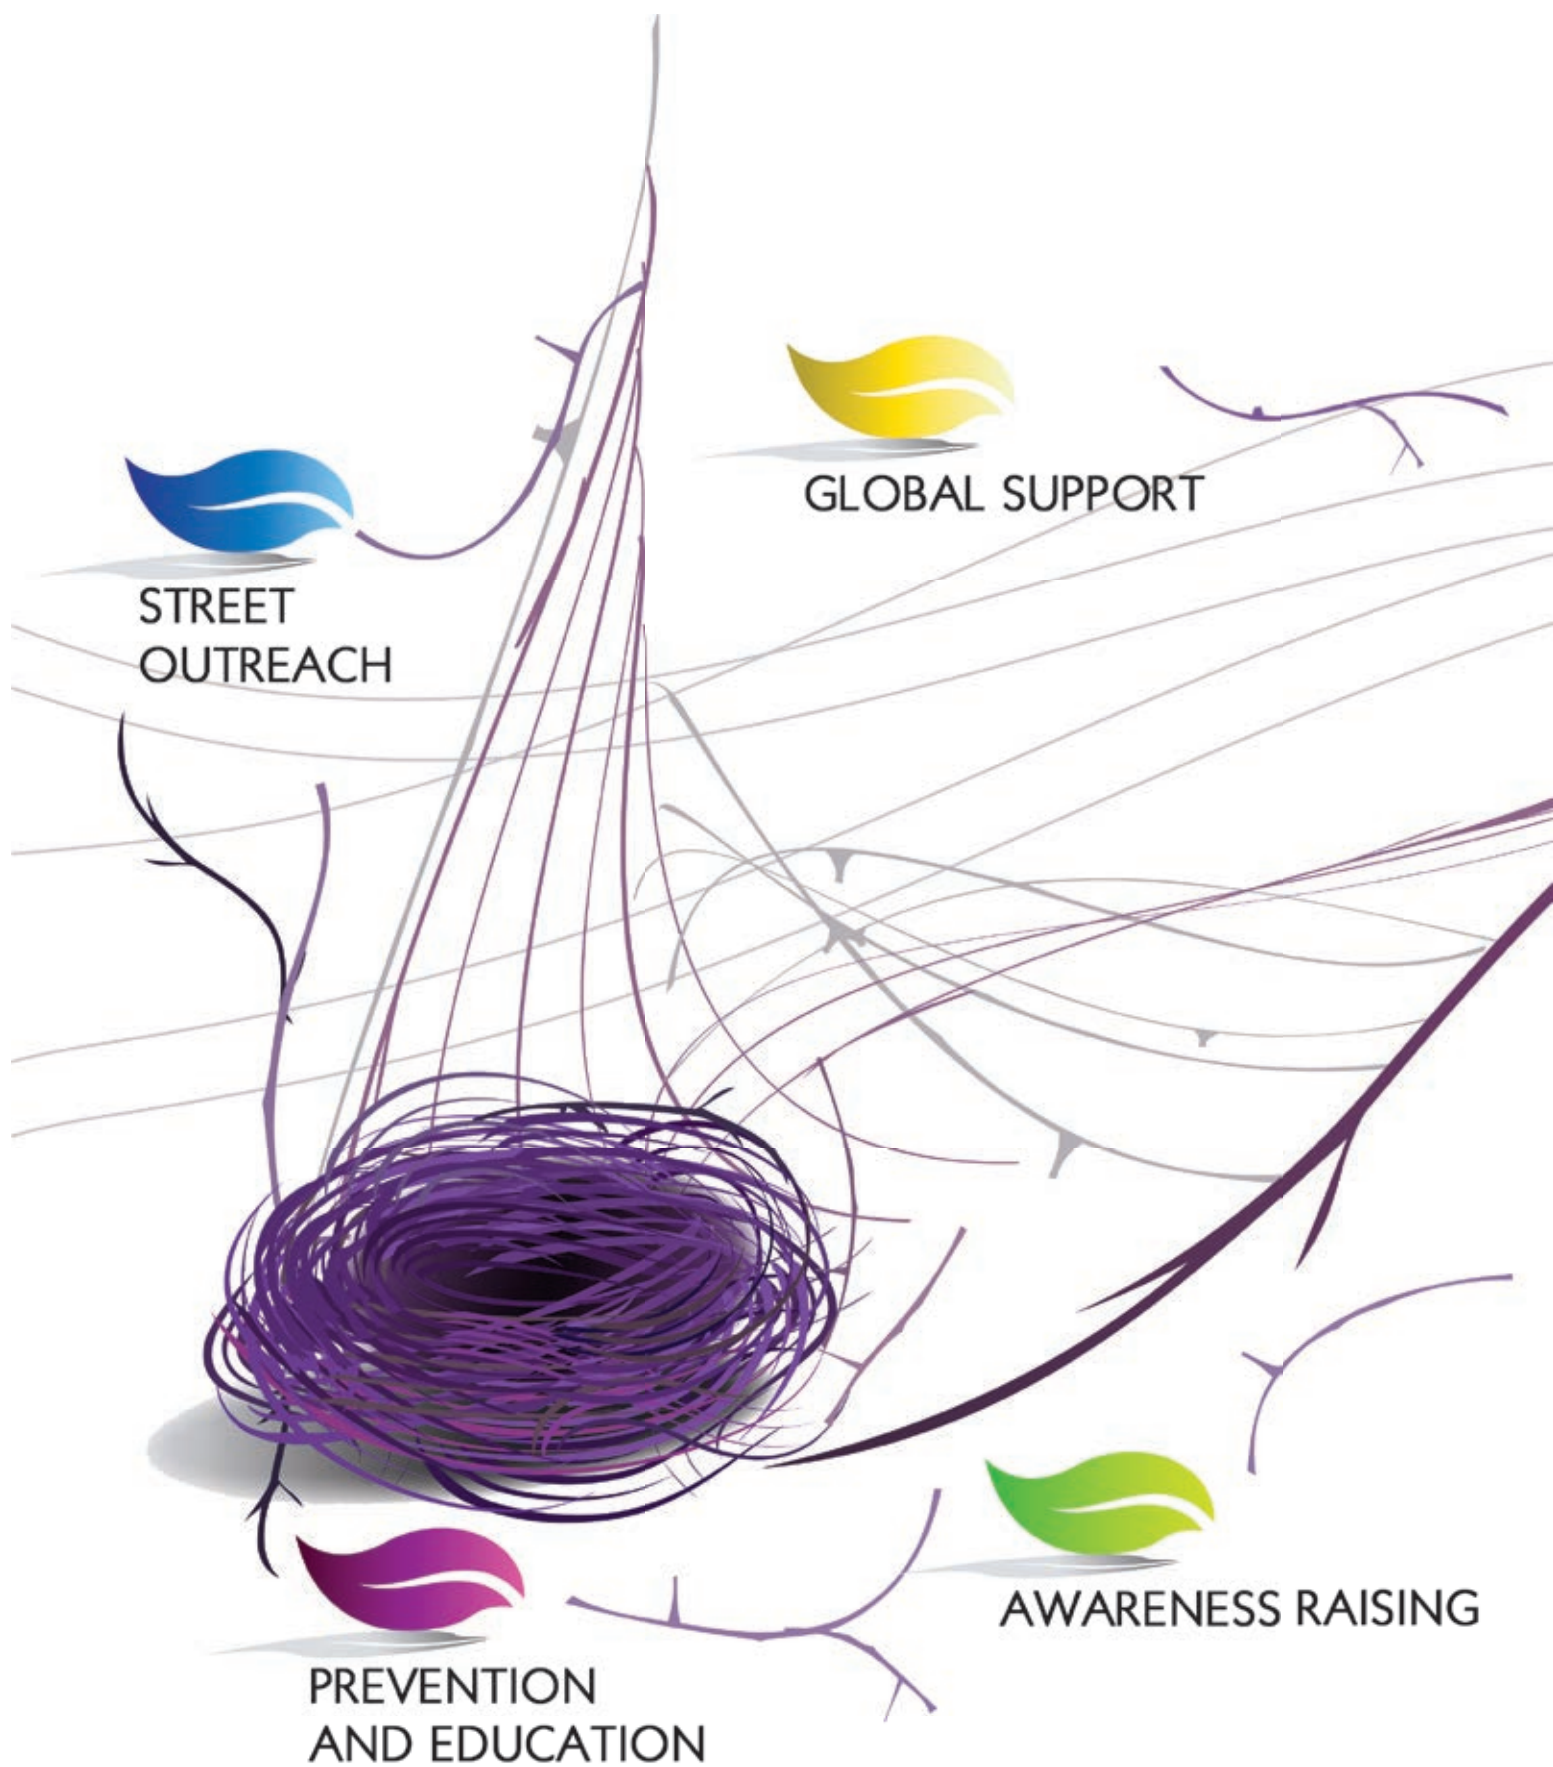 GLOBAL SUPPORT
STREET
OUTREACH
AWARENESS RAISING
PREVENTION
AND EDUCATION